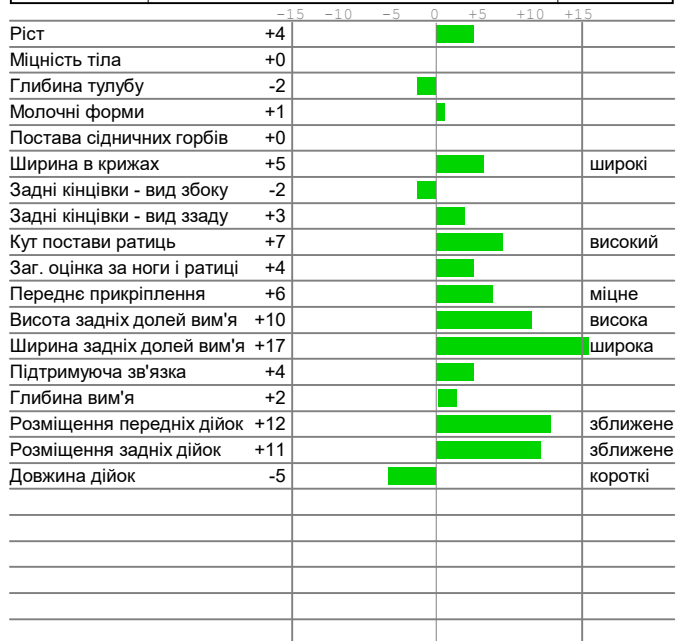 -15 -10 -5 0 +5 +10 +15
Ріст +4
Міцність тіла +0
Глибина тулубу -2
Молочні форми +1
Постава сідничних горбів +0
Ширина в крижах +5 широкі
Задні кінцівки - вид збоку -2
Задні кінцівки - вид ззаду +3
Кут постави ратиць +7 високий
Заг. оцінка за ноги і ратиці +4
Переднє прикріплення +6 міцне
Висота задніх долей вим'я +10 висока
Ширина задніх долей вим'я +17 широка
Підтримуюча зв'язка +4
Глибина вим'я +2
Розміщення передніх дійок +12 зближене
Розміщення задніх дійок +11 зближене
Довжина дійок -5 короткі